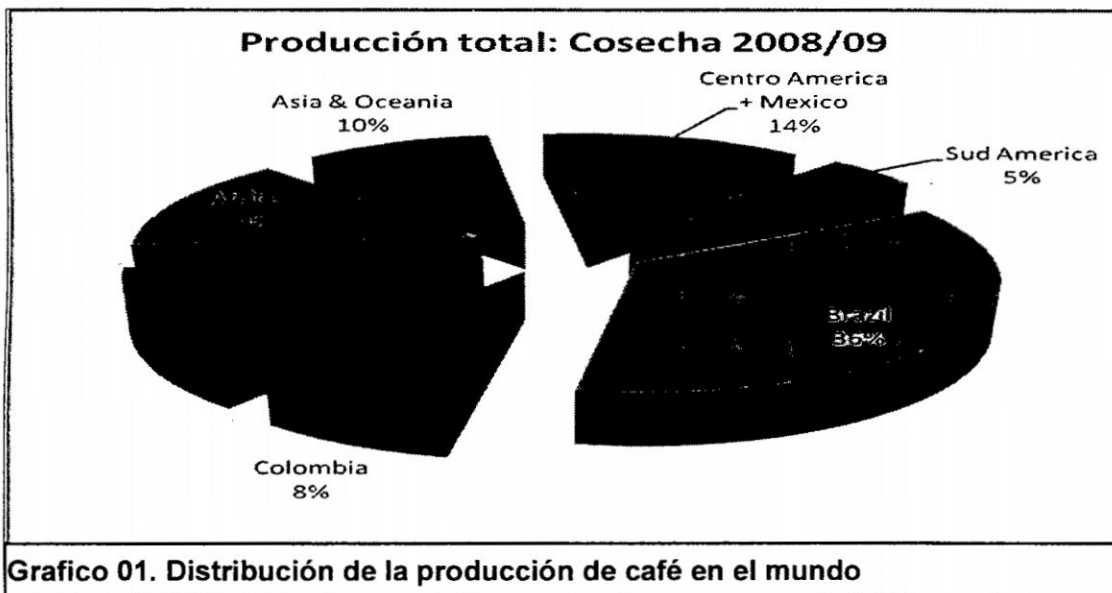 Producción total: Cosecha 2008/09
Centro America
+ Mexico
14%
Asia & Oceania
10%
Sud America
5%
Brazil
36%
Colombia
8%
Grafico 01. Distribución de la producción de café en el mundo